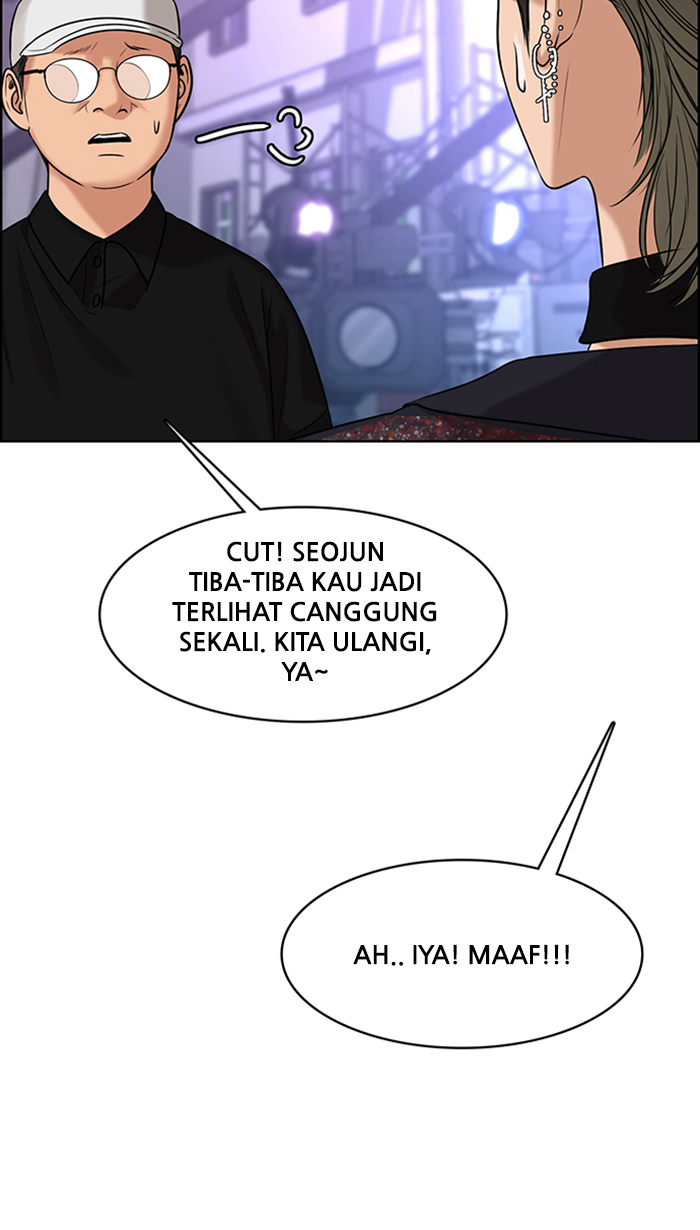 CUT! SEOJUN
TIBA-TIBA KAU JADI
TERLIHAT CANGGUNG
SEKALI. KITA ULANGI,
YA~
AH.. IYA! MAAF!!!